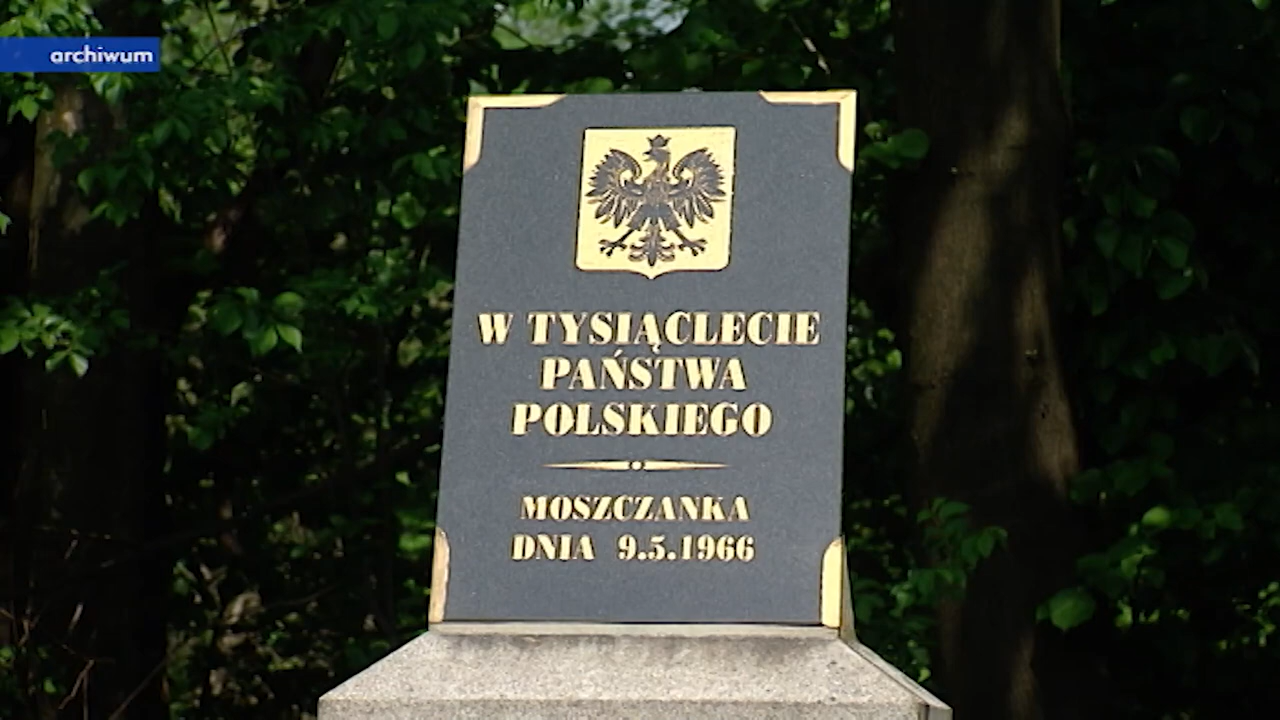 archiwum
W TYSIĄCLECIE
PAŃSTWA
POLSKIEGO
MOSZCZANKA
DNIA 9.5.1966